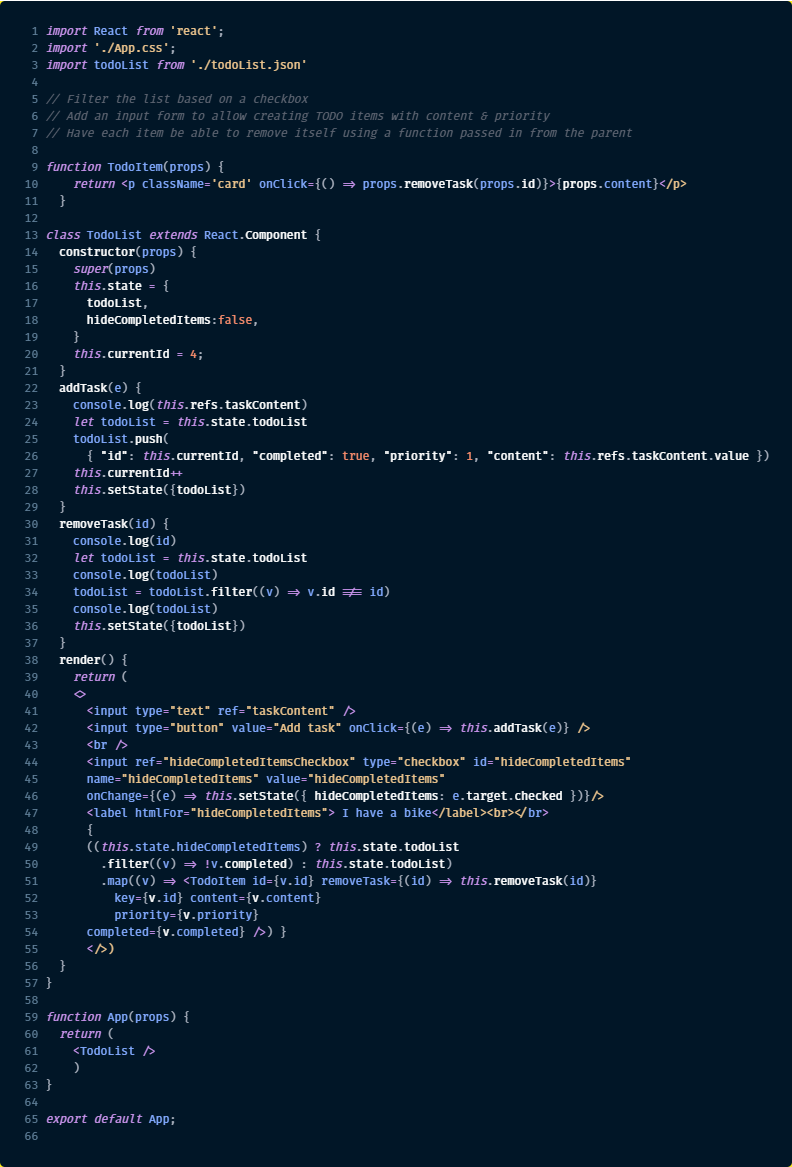 1 import React from 'react';
2 import './App.css';
3 import todoList from './todoList.json'
4
5 // Filter the list based on a checkbox
6 // Add an input form to allow creating TODO items with content & priority
7 // Have each item be able to remove itself using a function passed in from the parent
8
9 function TodoItem(props) {
10     return <p className='card' onClick={() => props.removeTask(props.id)}>{props.content}</p>
11   }
12
13 class TodoList extends React.Component {
14   constructor(props) {
15     super(props)
16     this.state = {
17       todoList,
18       hideCompletedItems:false,
19     }
20     this.currentId = 4;
21   }
22   addTask(e) {
23     console.log(this.refs.taskContent)
24     let todoList = this.state.todoList
25     todoList.push(
26       { "id": this.currentId, "completed": true, "priority": 1, "content": this.refs.taskContent.value })
27     this.currentId++
28     this.setState({todoList})
29   }
30   removeTask(id) {
31     console.log(id)
32     let todoList = this.state.todoList
33     console.log(todoList)
34     todoList = todoList.filter((v) => v.id !== id)
35     console.log(todoList)
36     this.setState({todoList})
37   }
38   render() {
39     return (
40     <>
41       <input type="text" ref="taskContent" />
42       <input type="button" value="Add task" onClick={(e) => this.addTask(e)} />
43       <br />
44       <input ref="hideCompletedItemsCheckbox" type="checkbox" id="hideCompletedItems"
45       name="hideCompletedItems" value="hideCompletedItems"
46       onChange={(e) => this.setState({ hideCompletedItems: e.target.checked })}/>
47       <label htmlFor="hideCompletedItems"> I have a bike</label><br></br>
48       {
49       ((this.state.hideCompletedItems) ? this.state.todoList
50         .filter((v) => !v.completed) : this.state.todoList)
51         .map((v) => <TodoItem id={v.id} removeTask={(id) => this.removeTask(id)}
52           key={v.id} content={v.content}
53           priority={v.priority}
54       completed={v.completed} />) }
55       </>)
56   }
57 }
58
59 function App(props) {
60   return (
61     <TodoList />
62     )
63 }
64
65 export default App;
66